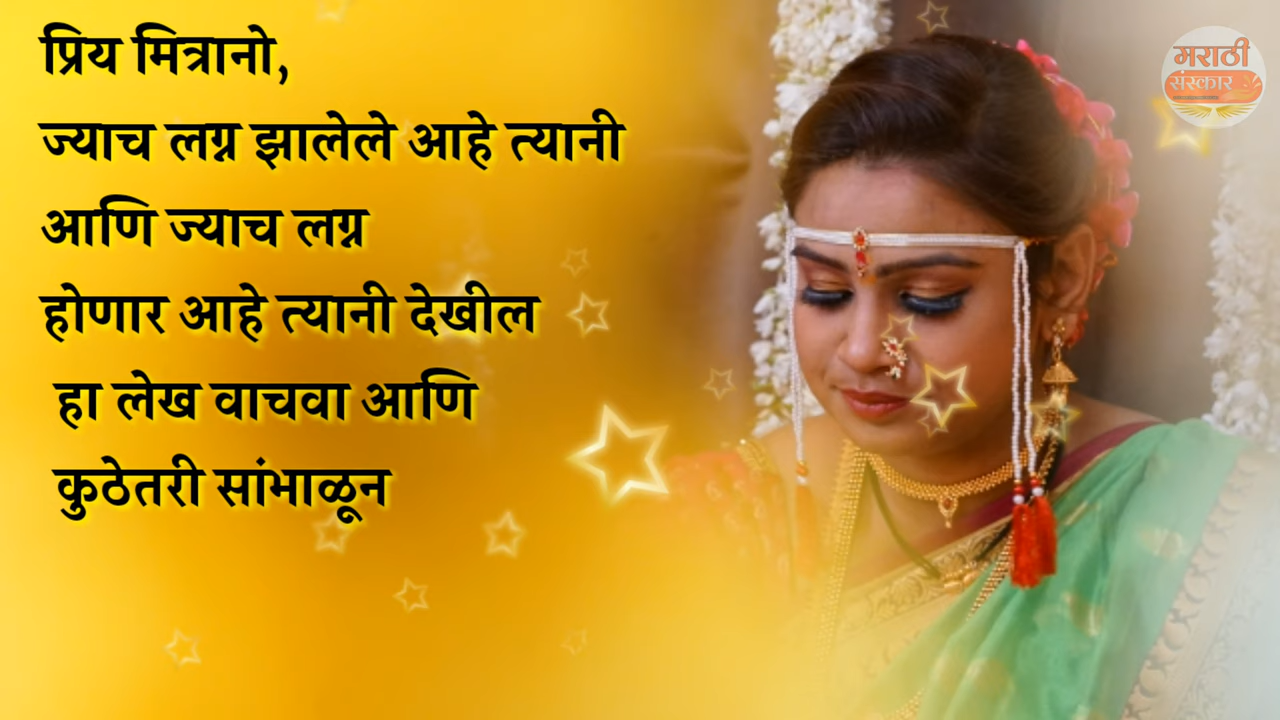 प्रिय मित्रानो,
ज्याच लग्न झालेले आहे त्यानी
आणि ज्याच लग्न
होणार आहे त्यानी देखील
हा लेख वाचवा आणि
कुठेतरी सांभाळून
मराठी
संस्कार